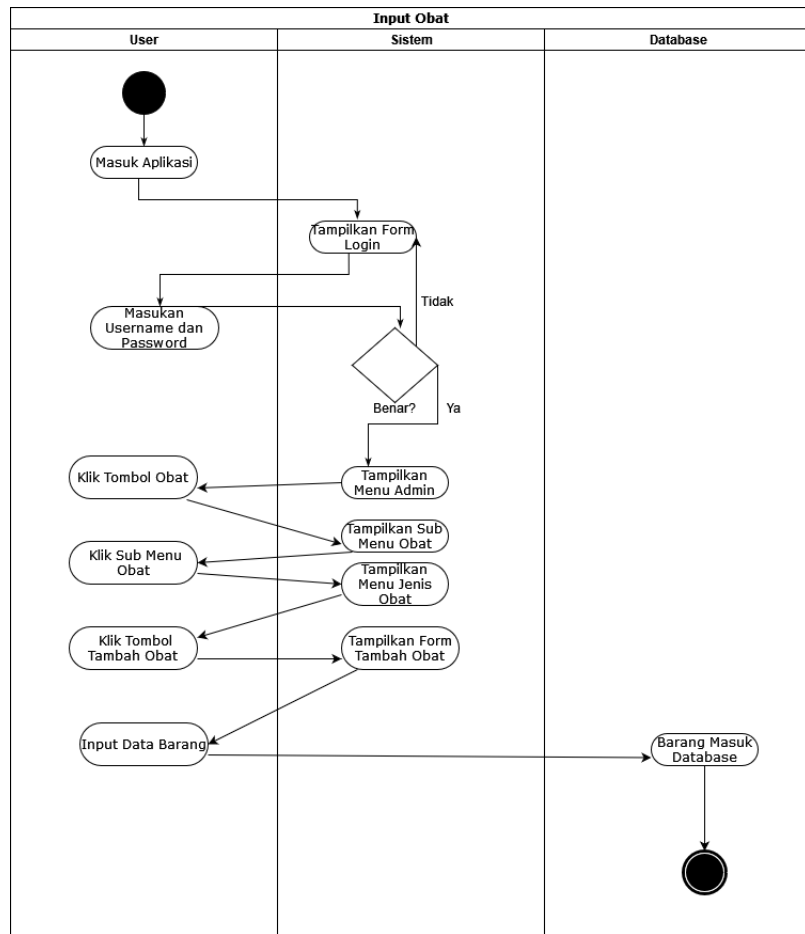 Input Obat
User
Sistem
Database
Masuk Aplikasi
Tampilkan Form
Login
Tidak
Masukan
Username dan
Password
Benar?
Ya
Klik Tombol Obat
Tampilkan
Menu Admin
Tampilkan Sub
Menu Obat
Klik Sub Menu
Obat
Tampilkan
Menu Jenis
Obat
Klik Tombol
Tambah Obat
Tampilkan Form
Tambah Obat
Input Data Barang
Barang Masuk
Database